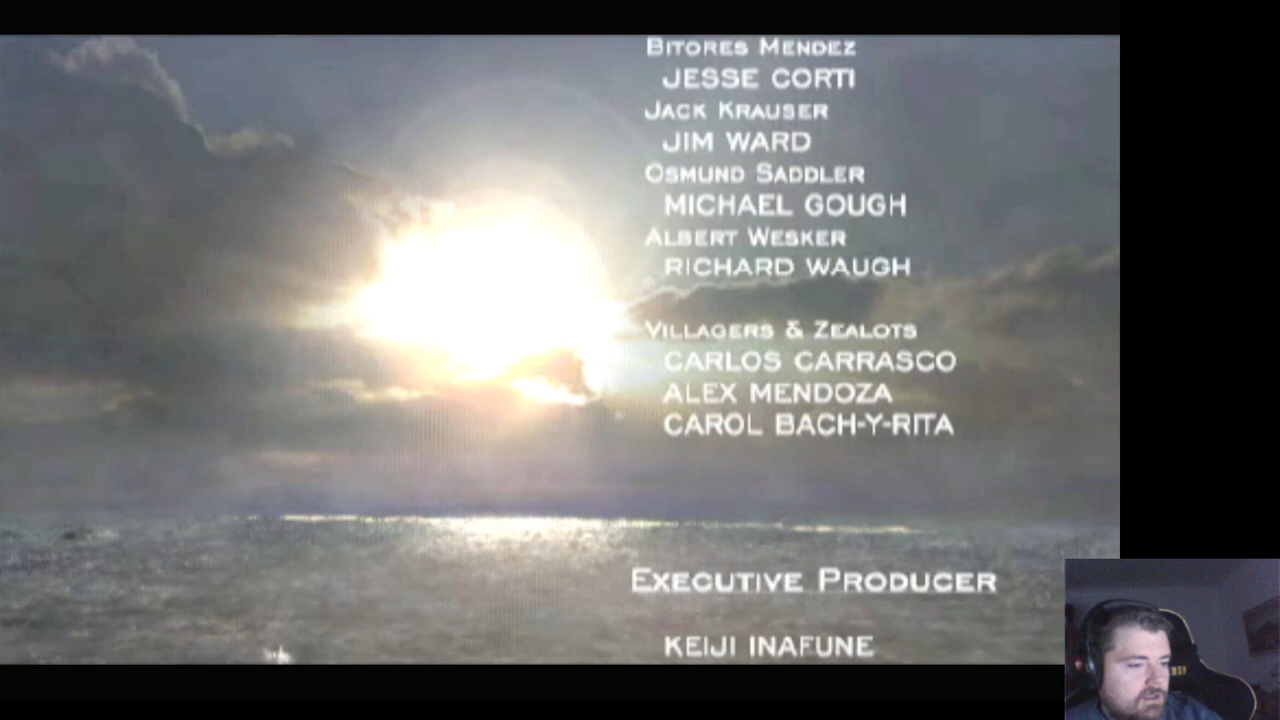 BITORES MENDEZ
JESSE CORTI
JACK KRAUSER
JIM WARD
OSMUND SADDLER
MICHAEL GOUGH
ALBERT WESKER
RICHARD WAUGH
VILLAGERS & ZEALOTS
CARLOS CARRASCO
ALEX MENDOZA
CAROL BACH-Y-RITA
EXECUTIVE PRODUCER
KEIJI INAFUNE